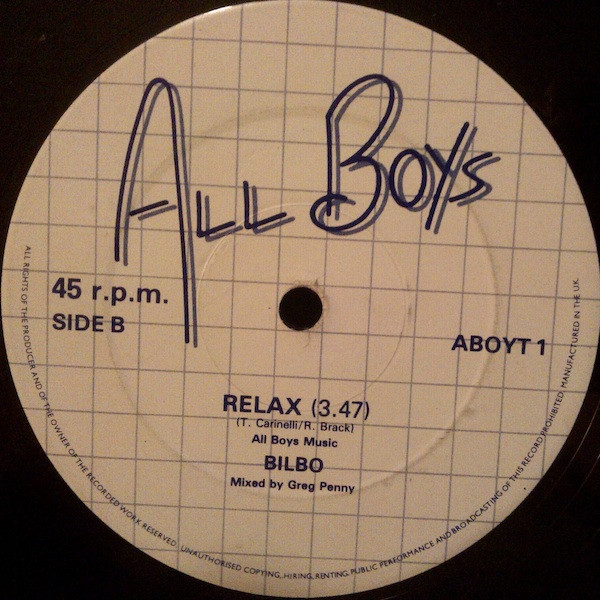 ALL BOYS
45 r.p.m.
SIDE B
ABOYT 1
RELAX (3.47)
(T. Carinelli/R. Brack)
All Boys Music
BILBO
Mixed by Greg Penny
ALL RIGHTS OF THE PRODUCER AND OF THE OWNER OF THE RECORDED WORK RESERVED. UNAUTHORISED COPYING, HIRING, RENTING, PUBLIC PERFORMANCE AND BROADCASTING OF THIS RECORD PROHIBITED. MANUFACTURED IN THE U.K.